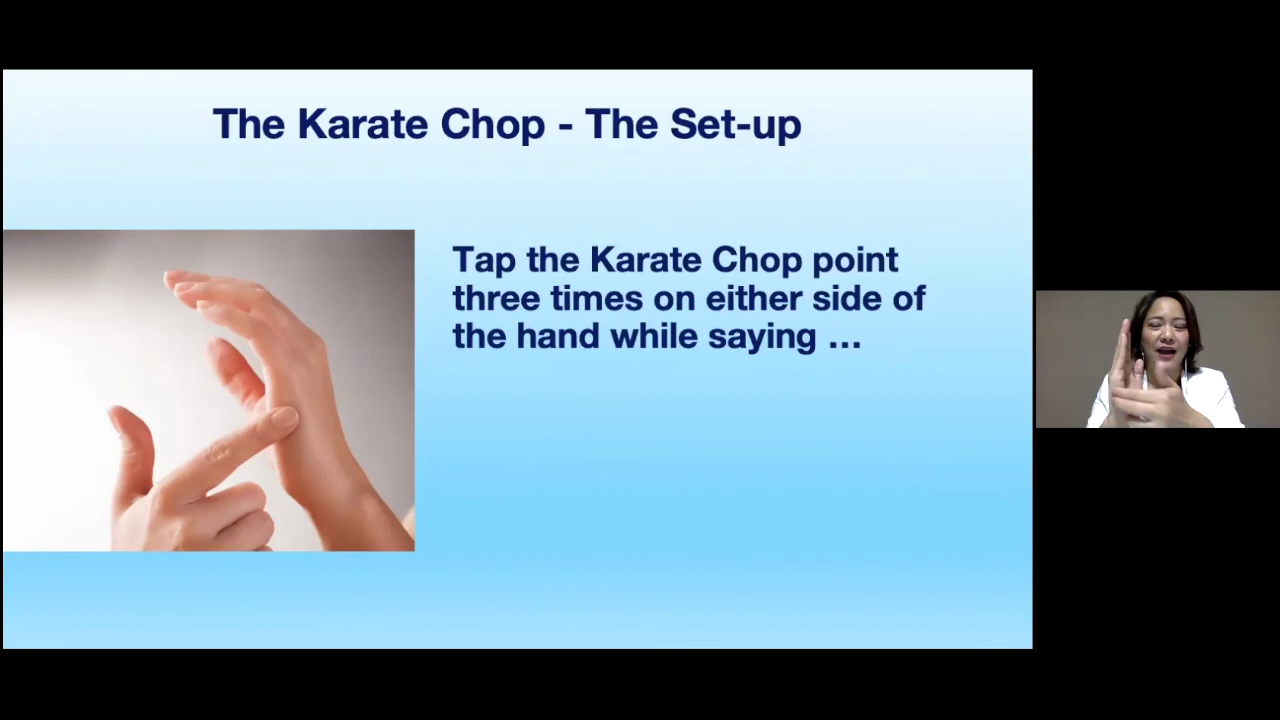 The Karate Chop - The Set-up
Tap the Karate Chop point
three times on either side of
the hand while saying ...